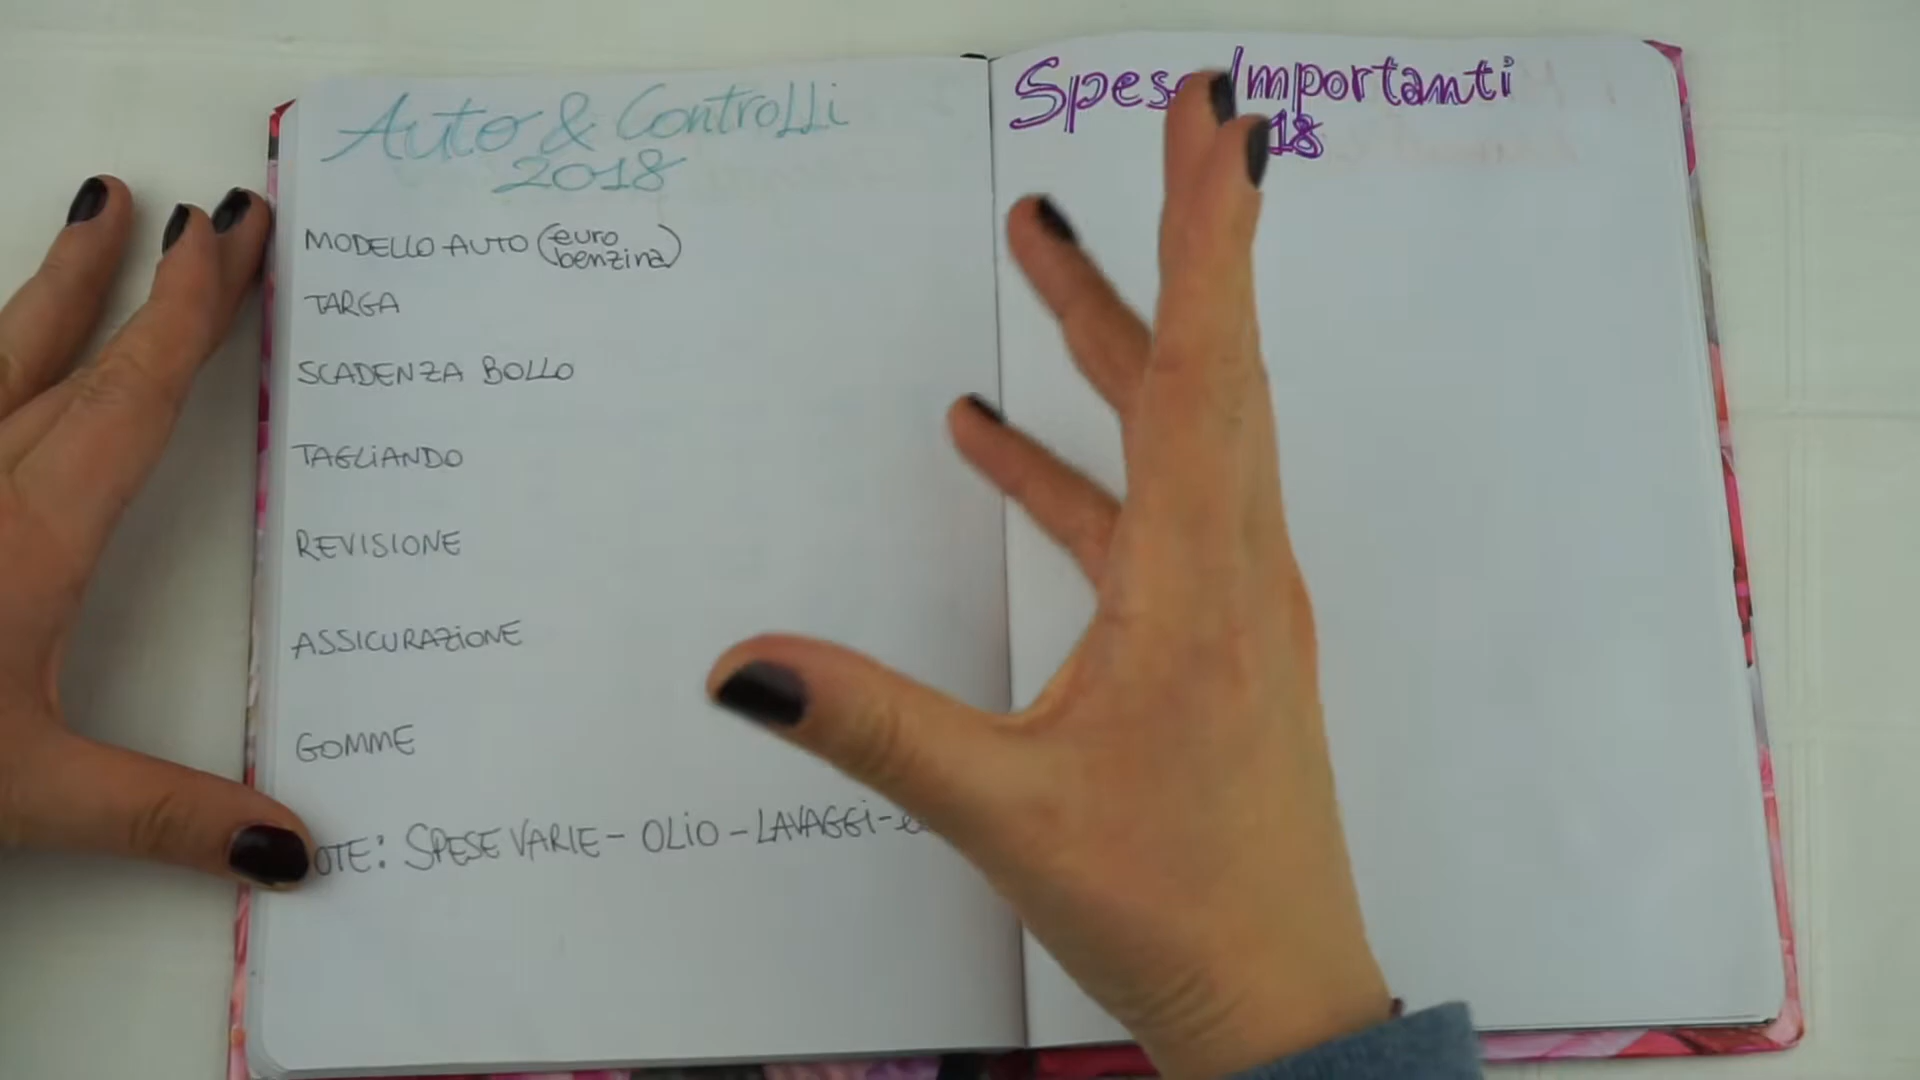 Auto & Controlli
2018
MODELLO AUTO (euro
benzina)
TARGA
SCADENZA BOLLO
TAGLIANDO
REVISIONE
ASSICURAZIONE
GOMME
OTE: SPESE VARIE - OLIO - LAVAGGI -
Spese Importanti
18